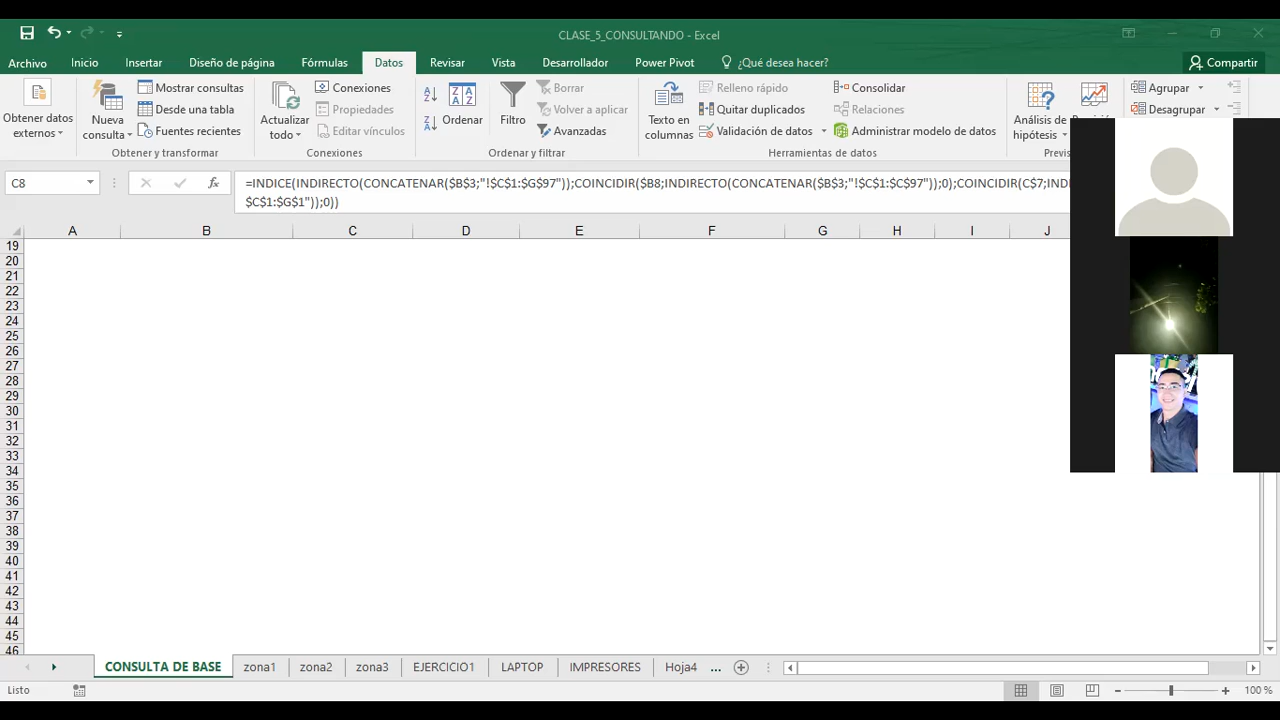 CLASE_5_CONSULTANDO - Excel
Archivo Inicio Insertar Diseño de página Fórmulas Datos Revisar Vista Desarrollador Power Pivot ¿Qué desea hacer? Compartir
Obtener datos externos
Nueva consulta
Mostrar consultas
Desde una tabla
Fuentes recientes
Obtener y transformar
Actualizar todo
Conexiones
Propiedades
Editar vínculos
Conexiones
Ordenar
Filtro
Borrar
Volver a aplicar
Avanzadas
Ordenar y filtrar
Texto en columnas
Relleno rápido
Quitar duplicados
Validación de datos
Consolidar
Relaciones
Administrar modelo de datos
Herramientas de datos
Análisis de hipótesis
Agrupar
Desagrupar
C8
fx
=INDICE(INDIRECTO(CONCATENAR($B$3;"!$C$1:$G$97"));COINCIDIR($B8;INDIRECTO(CONCATENAR($B$3;"!$C$1:$C$97"));0);COINCIDIR(C$7;
$C$1:$G$1"));0))
A B C D E F G H I J
19
20
21
22
23
24
25
26
27
28
29
30
31
32
33
34
35
36
37
38
39
40
41
42
43
44
45
46
CONSULTA DE BASE zona1 zona2 zona3 EJERCICIO1 LAPTOP IMPRESORES Hoja4 ...
Listo 100 %